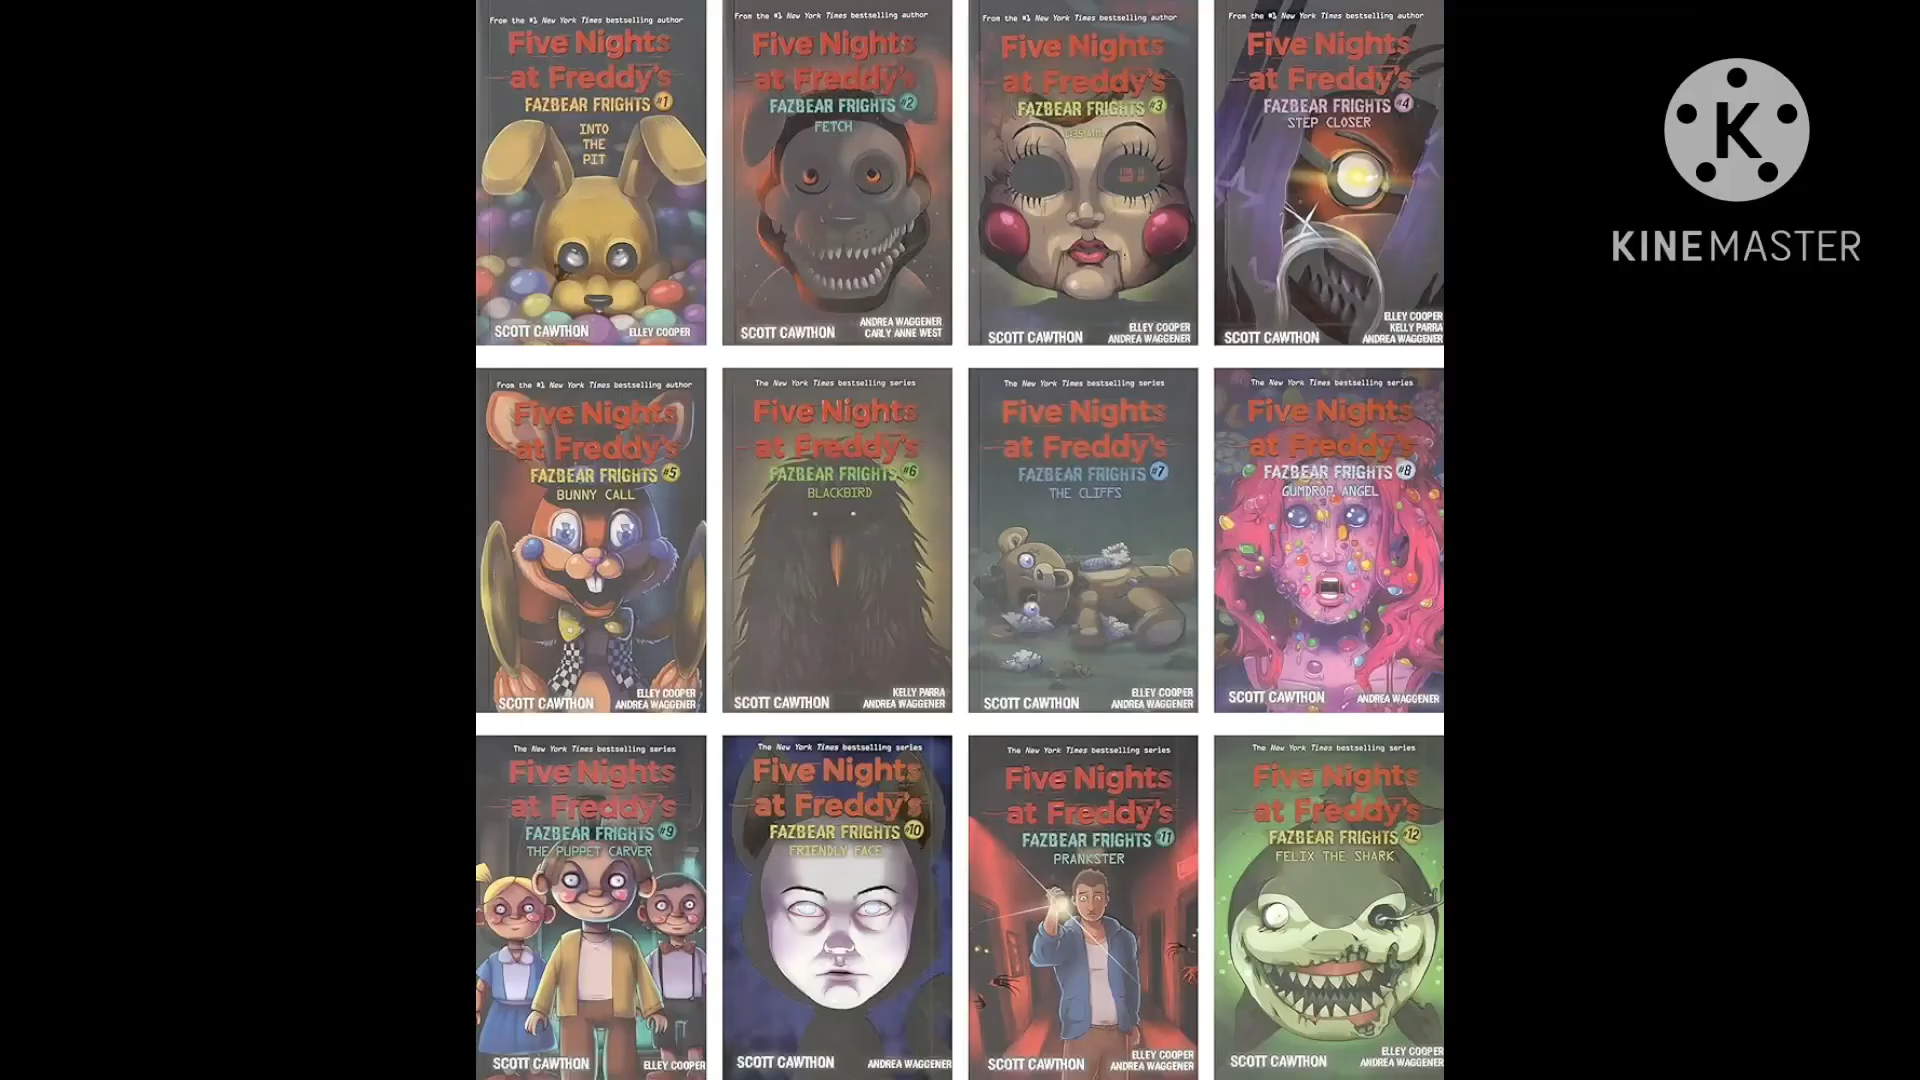 From the #1 New York Times bestselling author
Five Nights
at Freddy's
FAZBEAR FRIGHTS #1
INTO
THE
PIT
SCOTT CAWTHON
ELLEY COOPER
From the #1 New York Times bestselling author
Five Nights
at Freddy's
FAZBEAR FRIGHTS #2
FETCH
SCOTT CAWTHON
ANDREA WAGGENER
CARLY ANNE WEST
From the #1 New York Times bestselling author
Five Nights
at Freddy's
FAZBEAR FRIGHTS #3
SCOTT CAWTHON
ELLEY COOPER
ANDREA WAGGENER
From the #1 New York Times bestselling author
Five Nights
at Freddy's
FAZBEAR FRIGHTS #4
STEP CLOSER
SCOTT CAWTHON
ELLEY COOPER
KELLY PARRA
ANDREA WAGGENER
K
KINEMASTER
From the #1 New York Times bestselling author
Five Nights
at Freddy's
FAZBEAR FRIGHTS #5
BUNNY CALL
SCOTT CAWTHON
ELLEY COOPER
ANDREA WAGGENER
The New York Times bestselling series
Five Nights
at Freddy's
FAZBEAR FRIGHTS #6
BLACKBIRD
SCOTT CAWTHON
KELLY PARRA
ANDREA WAGGENER
The New York Times bestselling series
Five Nights
at Freddy's
FAZBEAR FRIGHTS #7
THE CLIFFS
SCOTT CAWTHON
ELLEY COOPER
ANDREA WAGGENER
The New York Times bestselling series
Five Nights
at Freddy's
FAZBEAR FRIGHTS #8
GUMDROP ANGEL
SCOTT CAWTHON
ANDREA WAGGENER
The New York Times bestselling series
Five Nights
at Freddy's
FAZBEAR FRIGHTS #9
THE PUPPET CARVER
SCOTT CAWTHON
ELLEY COOPER
The New York Times bestselling series
Five Nights
at Freddy's
FAZBEAR FRIGHTS #10
FRIENDLY FACE
SCOTT CAWTHON
ANDREA WAGGENER
The New York Times bestselling series
Five Nights
at Freddy's
FAZBEAR FRIGHTS #11
PRANKSTER
SCOTT CAWTHON
ELLEY COOPER
ANDREA WAGGENER
The New York Times bestselling series
Five Nights
at Freddy's
FAZBEAR FRIGHTS #12
FELIX THE SHARK
SCOTT CAWTHON
ELLEY COOPER
ANDREA WAGGENER